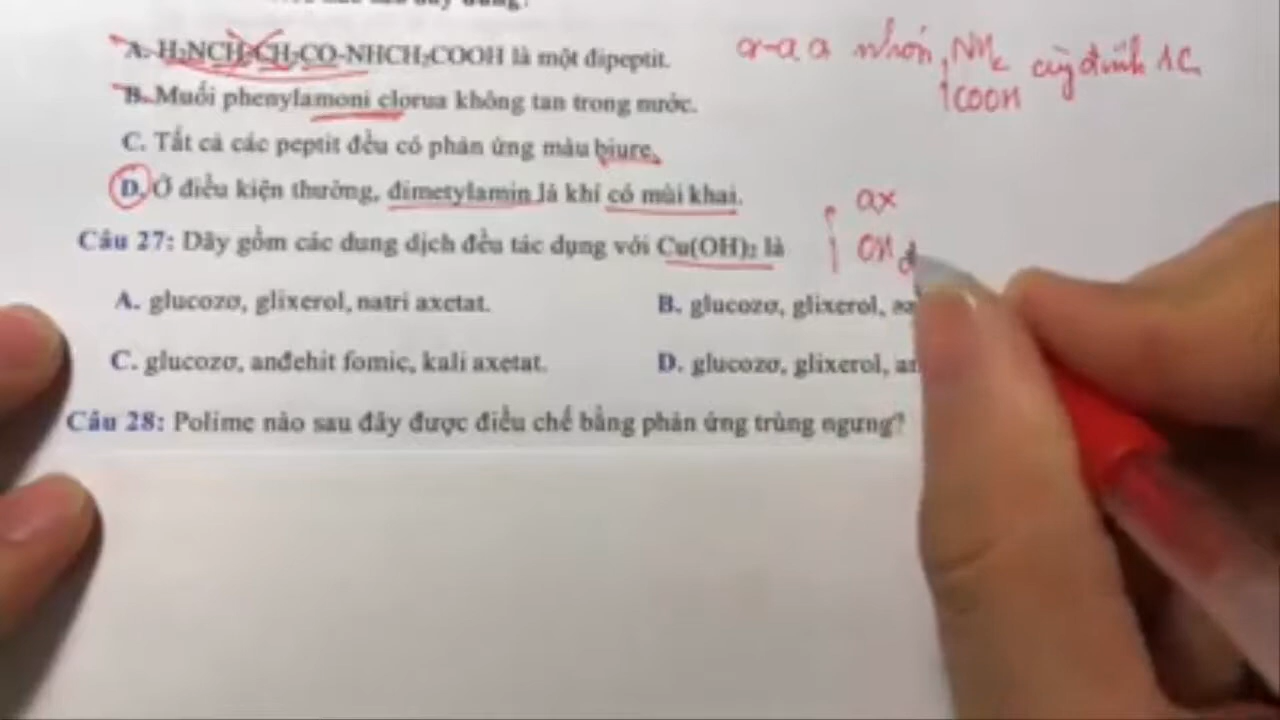 A. H₂NCH₂CH₂CO-NHCH₂COOH là một đipeptit.
α-a a nhóm NH₂ cùng đính 1C
COOH
B. Muối phenylamoni clorua không tan trong nước.
C. Tất cả các peptit đều có phản ứng màu biure.
D. Ở điều kiện thường, đimetylamin là khí có mùi khai.
ax
Câu 27: Dãy gồm các dung dịch đều tác dụng với Cu(OH)₂ là
OH đ
A. glucozơ, glixerol, natri axetat.
B. glucozơ, glixerol,
C. glucozơ, anđehit fomic, kali axetat.
D. glucozơ, glixerol,
Câu 28: Polime nào sau đây được điều chế bằng phản ứng trùng ngưng?